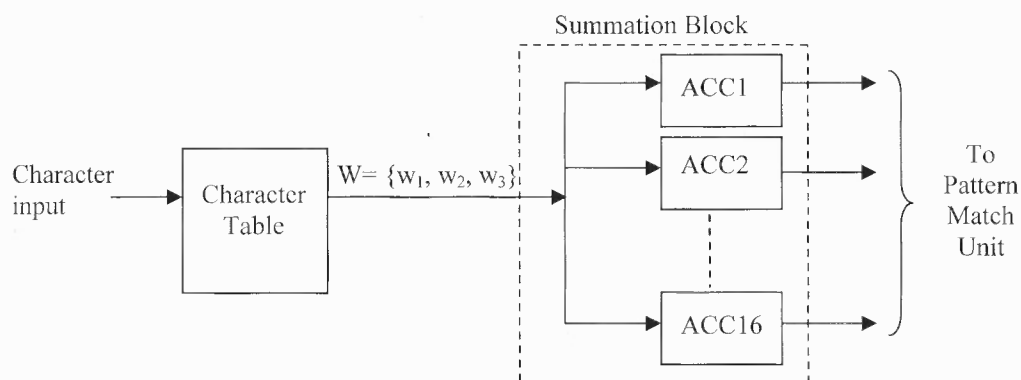 Summation Block
Character
input
Character
Table
W= {w₁, w₂, w₃}
ACC1
ACC2
ACC16
To
Pattern
Match
Unit